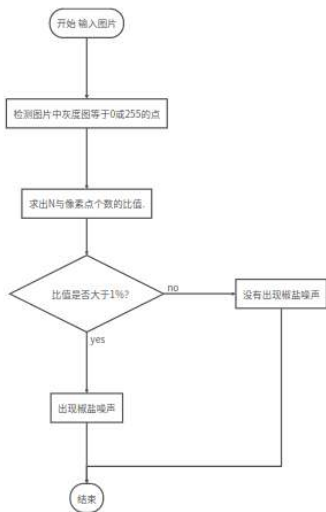 开始 输入图片
检测图片中灰度图等于0或255的点
求出N与像素点个数的比值.
比值是否大于1%?
no
没有出现椒盐噪声
yes
出现椒盐噪声
结束